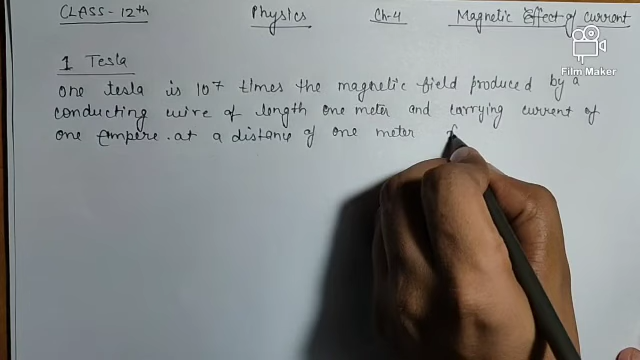 CLASS - 12th Physics Ch-4 Magnetic Effect of current
Film Maker
1 Tesla
One tesla is 10⁷ times the magnetic field produced by a
conducting wire of length one meter and carrying current of
one Ampere. at a distance of one meter f